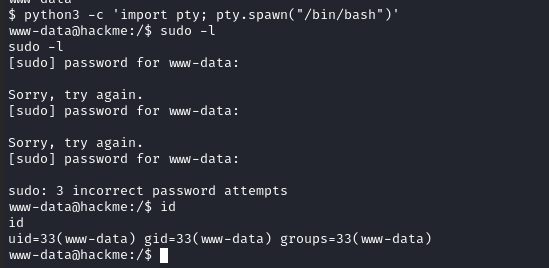 $ python3 -c 'import pty; pty.spawn("/bin/bash")'
www-data@hackme:/$ sudo -l
sudo -l
[sudo] password for www-data:
Sorry, try again.
[sudo] password for www-data:
Sorry, try again.
[sudo] password for www-data:
sudo: 3 incorrect password attempts
www-data@hackme:/$ id
id
uid=33(www-data) gid=33(www-data) groups=33(www-data)
www-data@hackme:/$